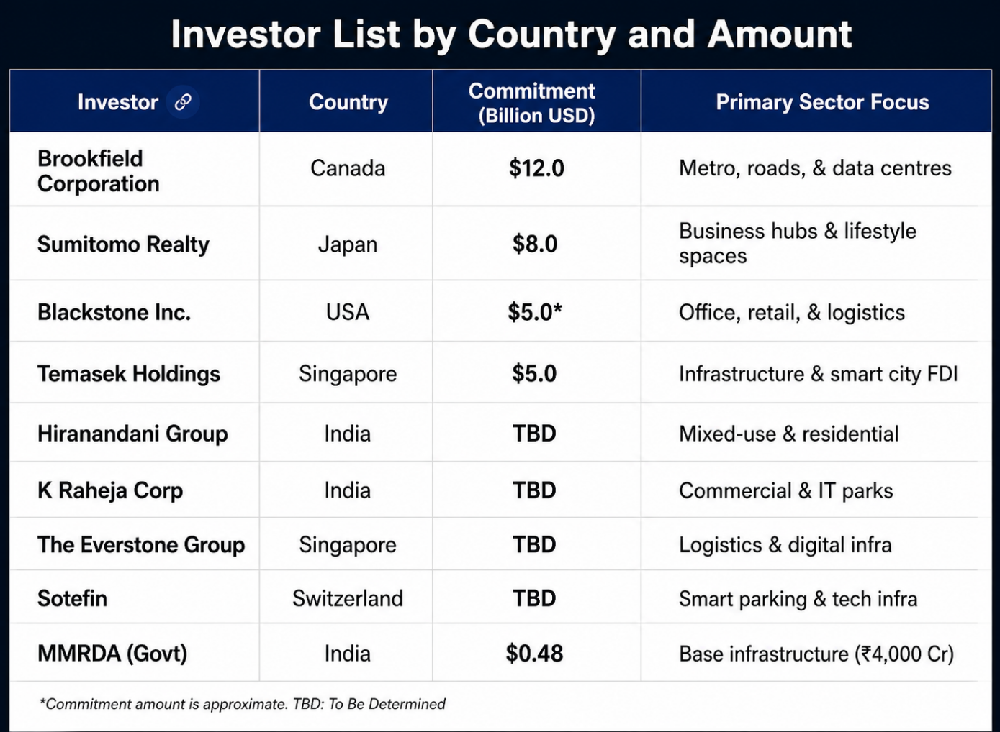 Investor List by Country and Amount
Investor Country Commitment (Billion USD) Primary Sector Focus
Brookfield Corporation Canada $12.0 Metro, roads, & data centres
Sumitomo Realty Japan $8.0 Business hubs & lifestyle spaces
Blackstone Inc. USA $5.0* Office, retail, & logistics
Temasek Holdings Singapore $5.0 Infrastructure & smart city FDI
Hiranandani Group India TBD Mixed-use & residential
K Raheja Corp India TBD Commercial & IT parks
The Everstone Group Singapore TBD Logistics & digital infra
Sotefin Switzerland TBD Smart parking & tech infra
MMRDA (Govt) India $0.48 Base infrastructure (₹4,000 Cr)
*Commitment amount is approximate. TBD: To Be Determined